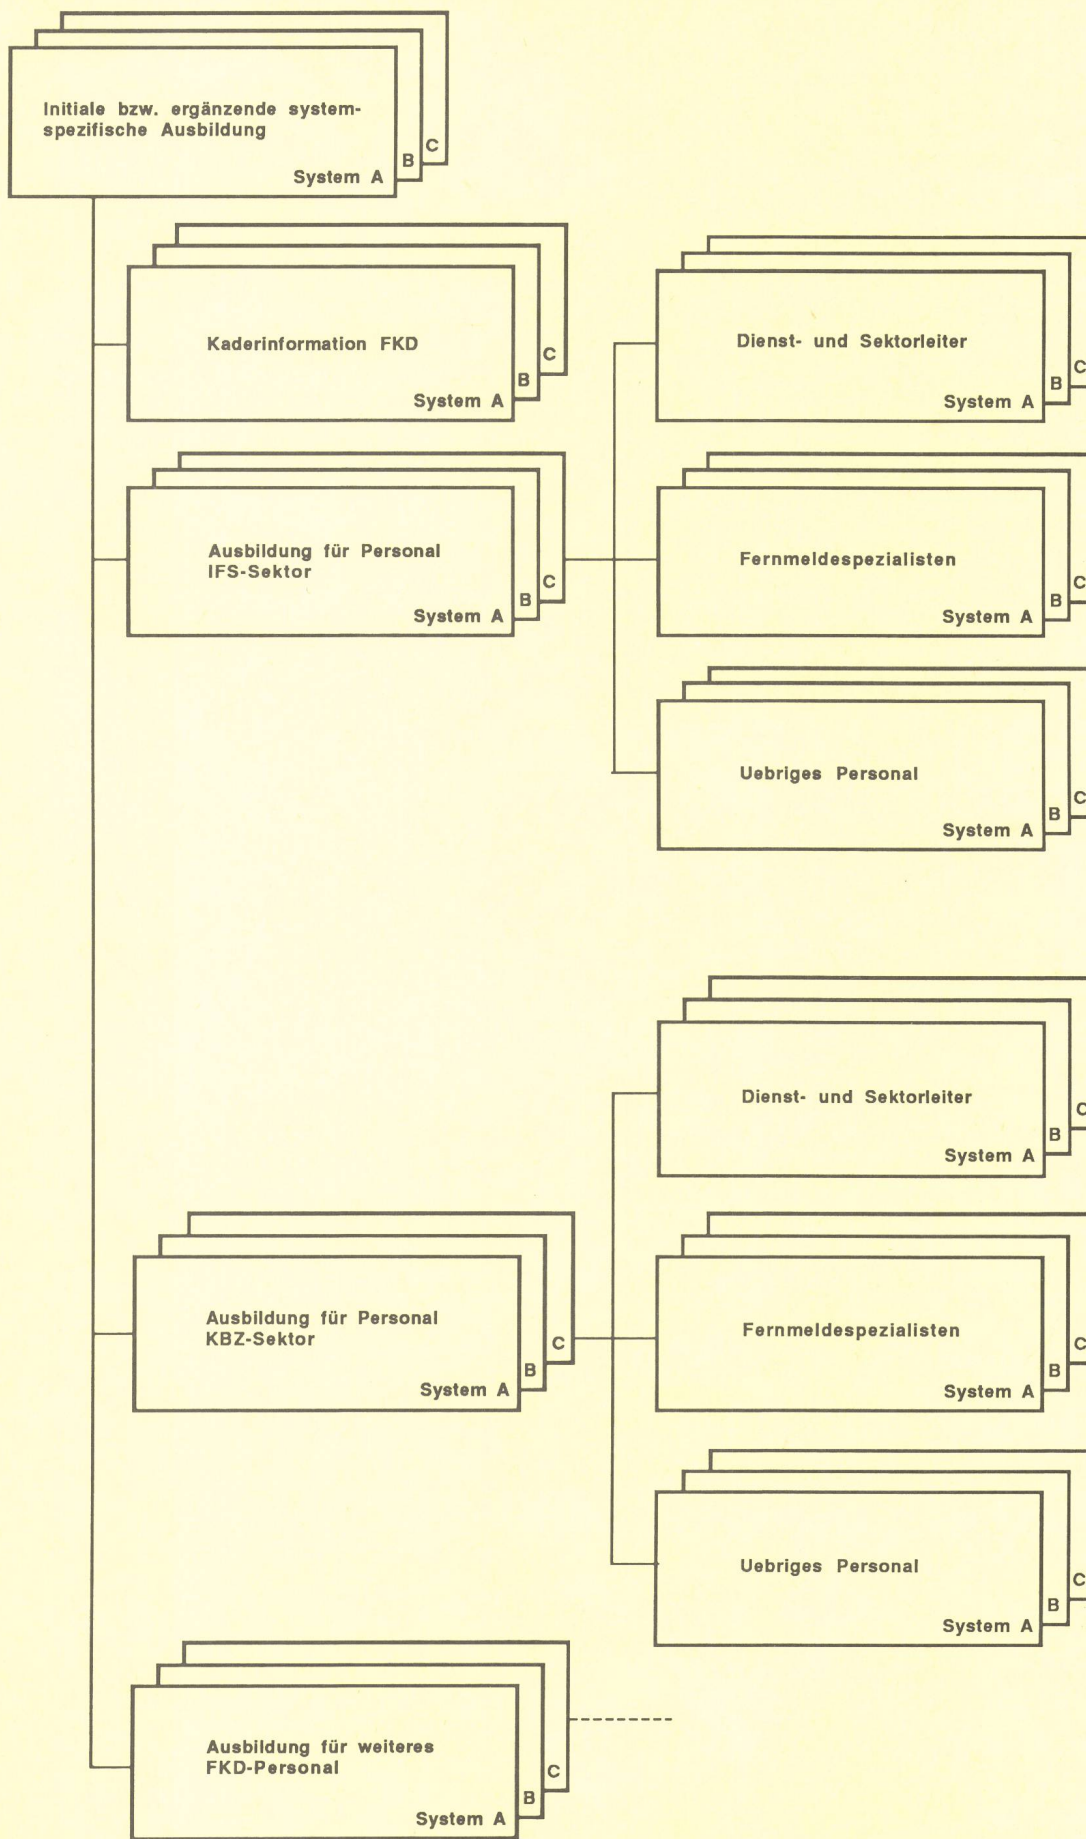 Initiale bzw. ergänzende system-
spezifische Ausbildung
System A
B
C
Kaderinformation FKD
System A
B
C
Dienst- und Sektorleiter
System A
B
C
Ausbildung für Personal
IFS-Sektor
System A
B
C
Fernmeldespezialisten
System A
B
C
Uebriges Personal
System A
B
C
Dienst- und Sektorleiter
System A
B
C
Ausbildung für Personal
KBZ-Sektor
System A
B
C
Fernmeldespezialisten
System A
B
C
Uebriges Personal
System A
B
C
Ausbildung für weiteres
FKD-Personal
System A
B
C